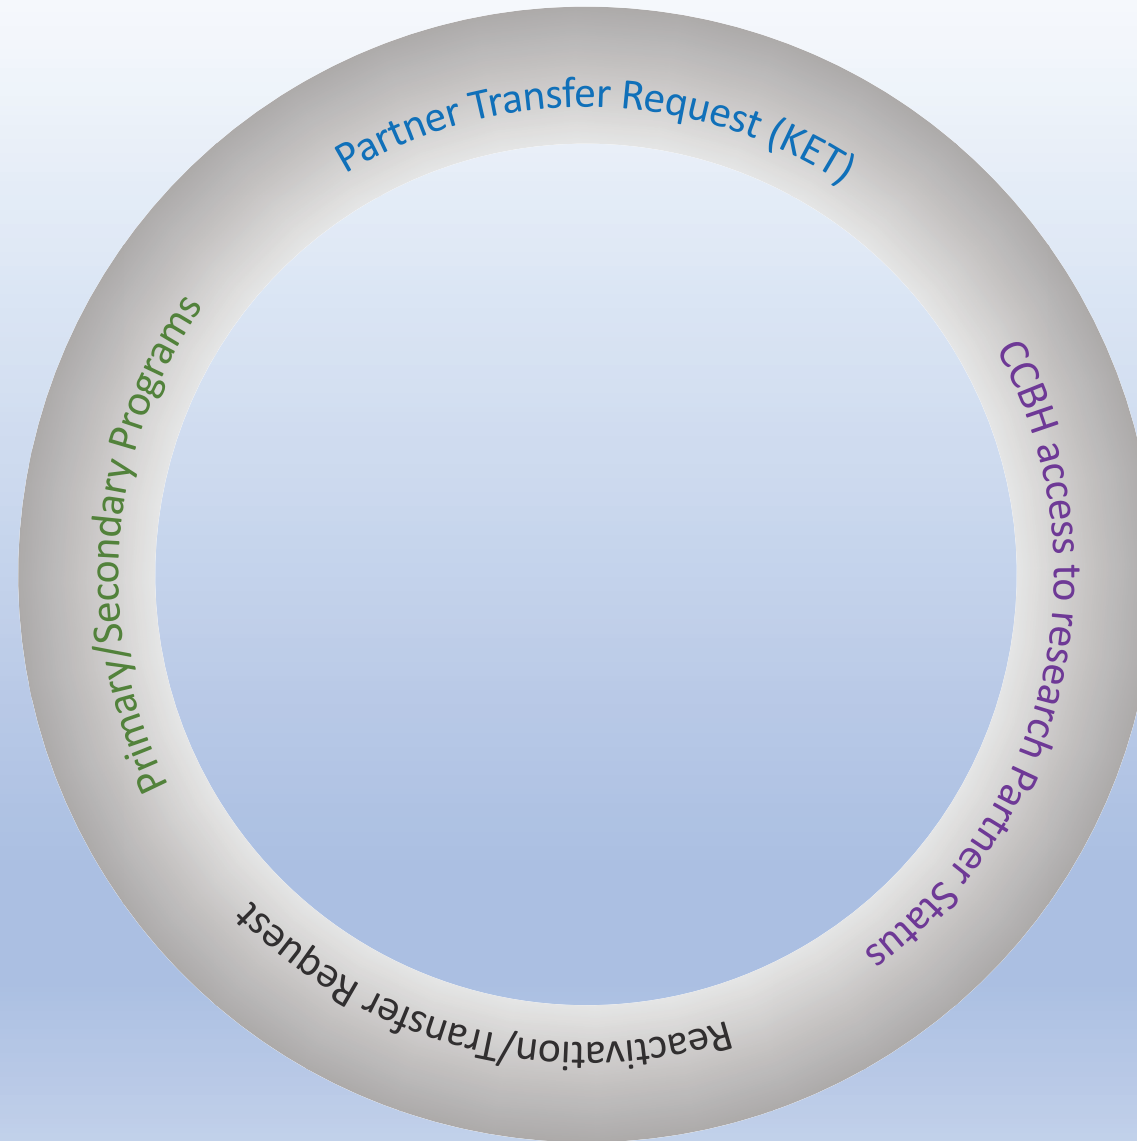 Partner Transfer Request (KET)
CCBH access to research Partner Status
Reactivation/Transfer Request
Primary/Secondary Programs